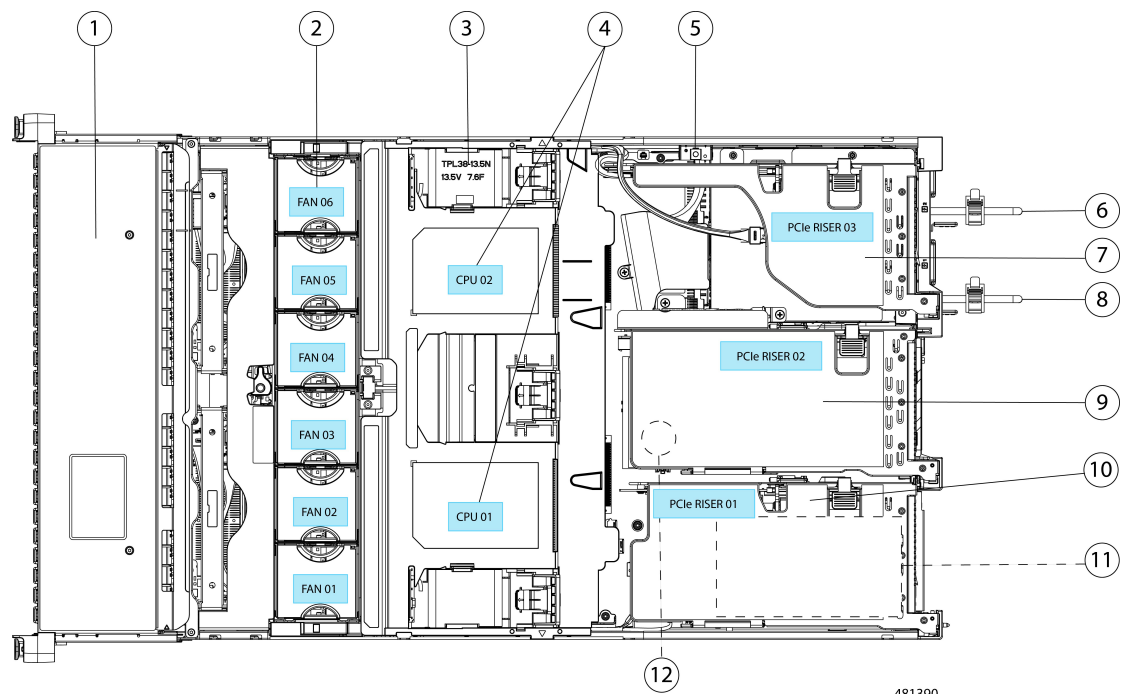 1
2
3
4
5
TPL38-13.5N
13.5V 7.6F
FAN 06
6
PCIe RISER 03
7
FAN 05
CPU 02
8
FAN 04
PCIe RISER 02
9
FAN 03
10
PCIe RISER 01
FAN 02
CPU 01
11
FAN 01
12
481390